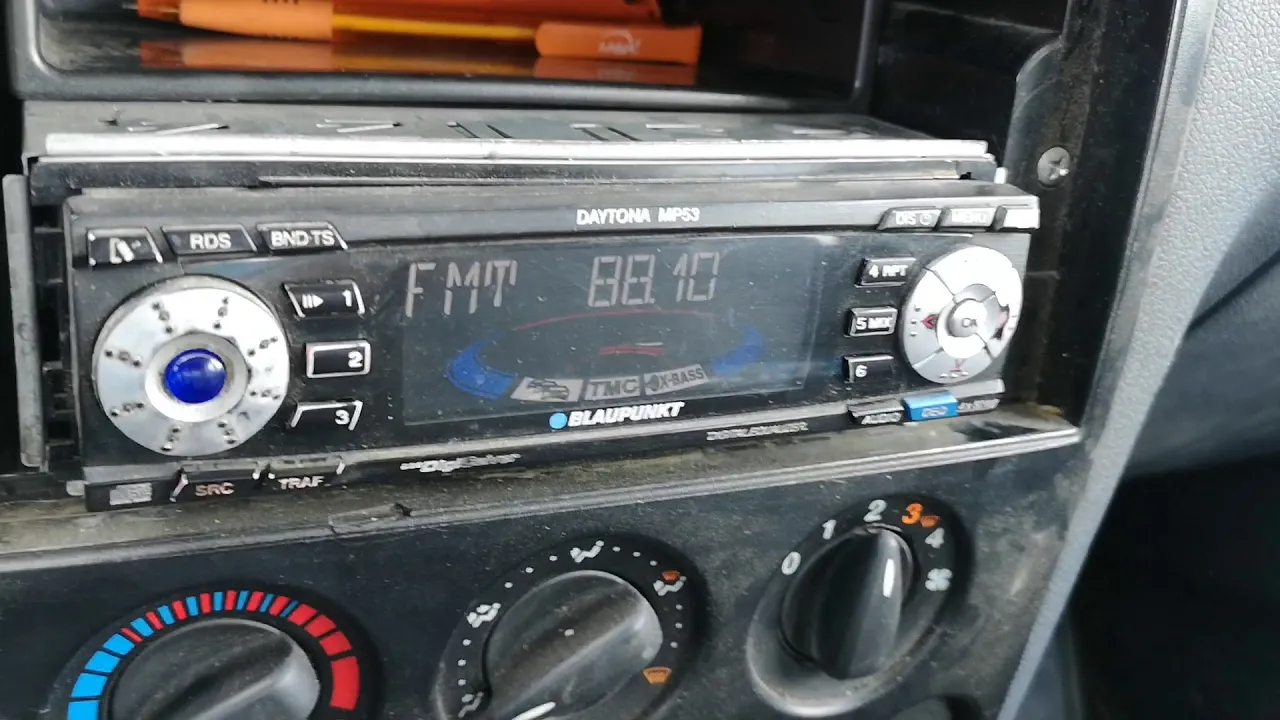 DAYTONA MP53
DIS MENU
RDS BND·TS
FMT 88.10
4 RPT
1
5 MIX
2
6
3
TMC X-BASS
BLAUPUNKT
AUDIO DEQ
SRC TRAF
0 1 2 3 4